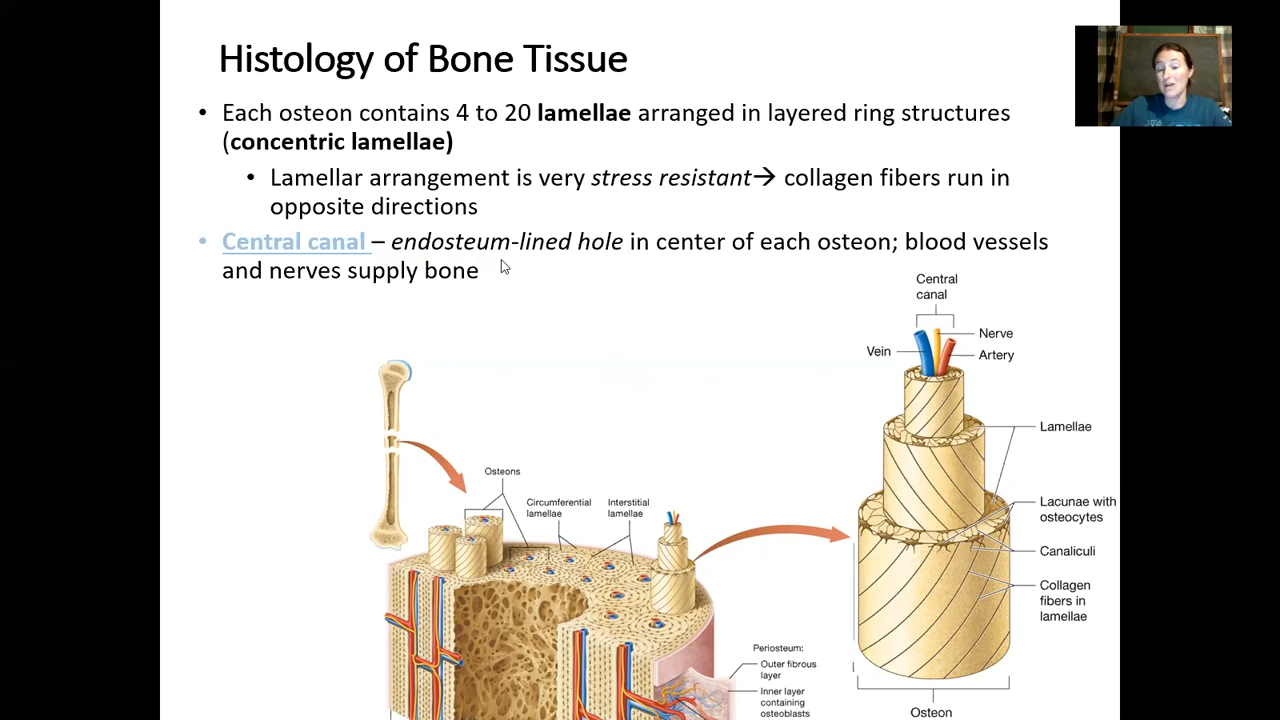 Histology of Bone Tissue
• Each osteon contains 4 to 20 lamellae arranged in layered ring structures
(concentric lamellae)
• Lamellar arrangement is very stress resistant→ collagen fibers run in
opposite directions
• Central canal – endosteum-lined hole in center of each osteon; blood vessels
and nerves supply bone
Central
canal
Nerve
Vein
Artery
Lamellae
Osteons
Circumferential
lamellae
Interstitial
lamellae
Lacunae with
osteocytes
Canaliculi
Collagen
fibers in
lamellae
Periosteum:
Outer fibrous
layer
Inner layer
containing
osteoblasts
Osteon